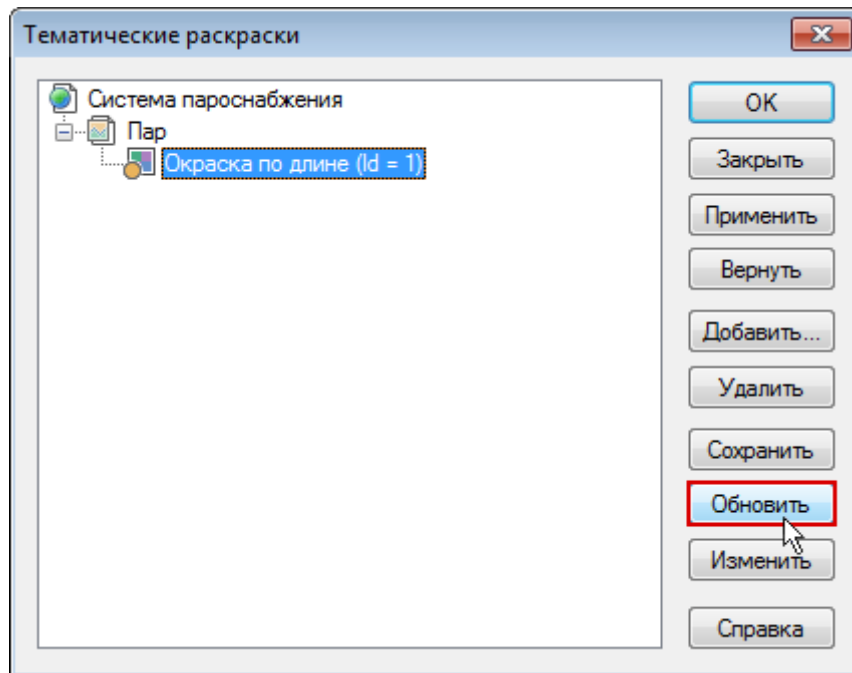 Тематические раскраски
Система пароснабжения
Пар
Окраска по длине (Id = 1)
OK
Закрыть
Применить
Вернуть
Добавить...
Удалить
Сохранить
Обновить
Изменить
Справка